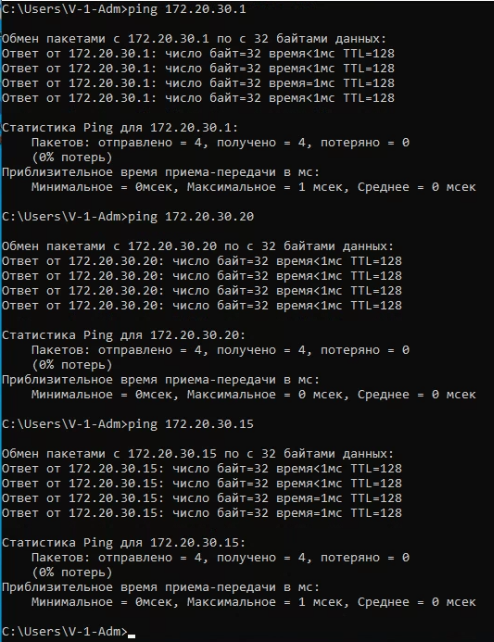 C:\Users\V-1-Adm>ping 172.20.30.1
Обмен пакетами с 172.20.30.1 по с 32 байтами данных:
Ответ от 172.20.30.1: число байт=32 время<1мс TTL=128
Ответ от 172.20.30.1: число байт=32 время<1мс TTL=128
Ответ от 172.20.30.1: число байт=32 время=1мс TTL=128
Ответ от 172.20.30.1: число байт=32 время<1мс TTL=128
Статистика Ping для 172.20.30.1:
Пакетов: отправлено = 4, получено = 4, потеряно = 0
(0% потерь)
Приблизительное время приема-передачи в мс:
Минимальное = 0мсек, Максимальное = 1 мсек, Среднее = 0 мсек
C:\Users\V-1-Adm>ping 172.20.30.20
Обмен пакетами с 172.20.30.20 по с 32 байтами данных:
Ответ от 172.20.30.20: число байт=32 время<1мс TTL=128
Ответ от 172.20.30.20: число байт=32 время<1мс TTL=128
Ответ от 172.20.30.20: число байт=32 время<1мс TTL=128
Ответ от 172.20.30.20: число байт=32 время<1мс TTL=128
Статистика Ping для 172.20.30.20:
Пакетов: отправлено = 4, получено = 4, потеряно = 0
(0% потерь)
Приблизительное время приема-передачи в мс:
Минимальное = 0мсек, Максимальное = 0 мсек, Среднее = 0 мсек
C:\Users\V-1-Adm>ping 172.20.30.15
Обмен пакетами с 172.20.30.15 по с 32 байтами данных:
Ответ от 172.20.30.15: число байт=32 время<1мс TTL=128
Ответ от 172.20.30.15: число байт=32 время<1мс TTL=128
Ответ от 172.20.30.15: число байт=32 время=1мс TTL=128
Ответ от 172.20.30.15: число байт=32 время=1мс TTL=128
Статистика Ping для 172.20.30.15:
Пакетов: отправлено = 4, получено = 4, потеряно = 0
(0% потерь)
Приблизительное время приема-передачи в мс:
Минимальное = 0мсек, Максимальное = 1 мсек, Среднее = 0 мсек
C:\Users\V-1-Adm>